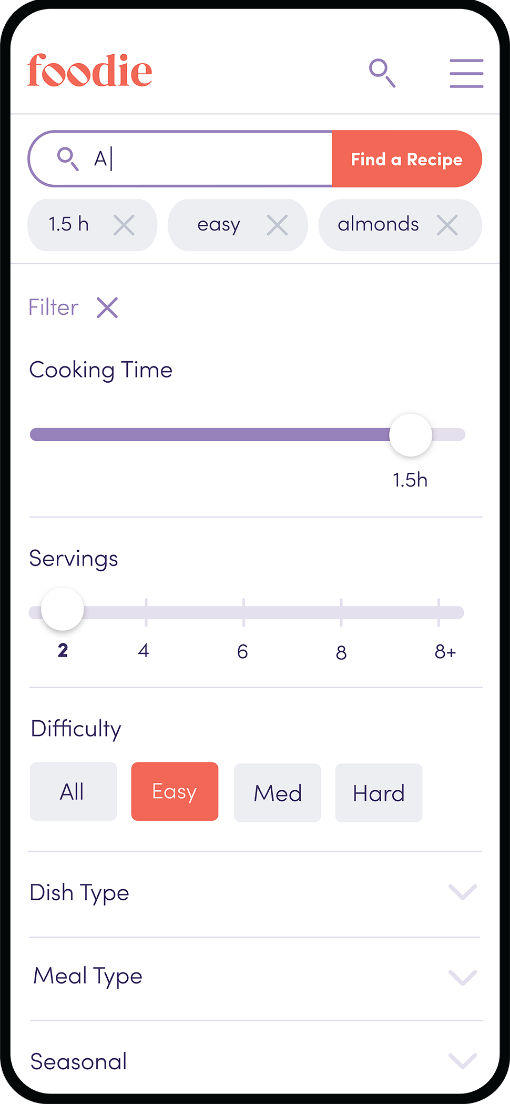 foodie
A
Find a Recipe
1.5 h easy almonds
Filter
Cooking Time
1.5h
Servings
2 4 6 8 8+
Difficulty
All Easy Med Hard
Dish Type
Meal Type
Seasonal